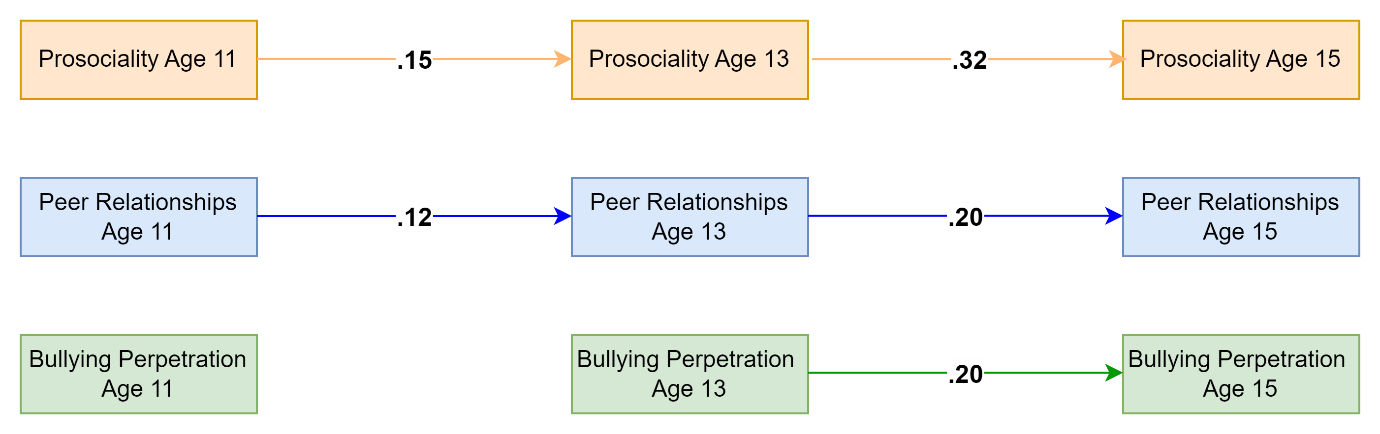 Prosociality Age 11
.15
Prosociality Age 13
.32
Prosociality Age 15
Peer Relationships
Age 11
.12
Peer Relationships
Age 13
.20
Peer Relationships
Age 15
Bullying Perpetration
Age 11
Bullying Perpetration
Age 13
.20
Bullying Perpetration
Age 15